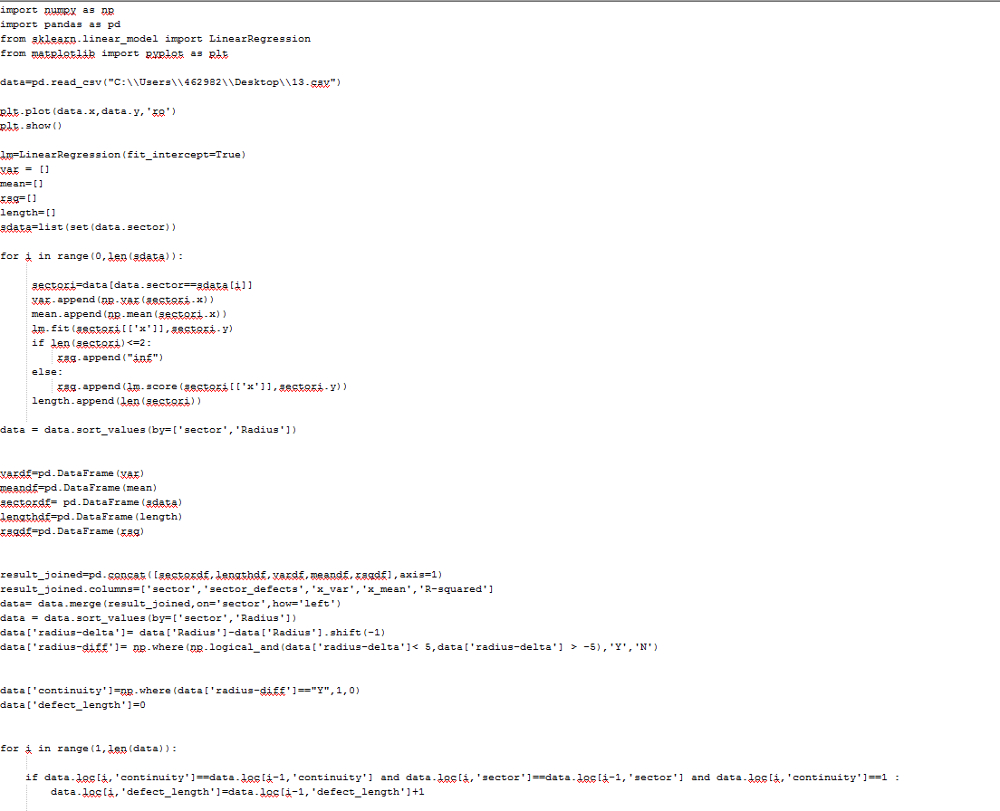 import numpy as np
import pandas as pd
from sklearn.linear_model import LinearRegression
from matplotlib import pyplot as plt
data=pd.read_csv("C:\\Users\\462982\\Desktop\\13.csv")
plt.plot(data.x,data.y,'ro')
plt.show()
lm=LinearRegression(fit_intercept=True)
var = []
mean=[]
rsq=[]
length=[]
sdata=list(set(data.sector))
for i in range(0,len(sdata)):
    sectori=data[data.sector==sdata[i]]
    var.append(np.var(sectori.x))
    mean.append(np.mean(sectori.x))
    lm.fit(sectori[['x']],sectori.y)
    if len(sectori)<=2:
        rsq.append("inf")
    else:
        rsq.append(lm.score(sectori[['x']],sectori.y))
    length.append(len(sectori))
data = data.sort_values(by=['sector','Radius'])
vardf=pd.DataFrame(var)
meandf=pd.DataFrame(mean)
sectordf= pd.DataFrame(sdata)
lengthdf=pd.DataFrame(length)
rsqdf=pd.DataFrame(rsq)
result_joined=pd.concat([sectordf,lengthdf,vardf,meandf,rsqdf],axis=1)
result_joined.columns=['sector','sector_defects','x_var','x_mean','R-squared']
data= data.merge(result_joined,on='sector',how='left')
data = data.sort_values(by=['sector','Radius'])
data['radius-delta']= data['Radius']-data['Radius'].shift(-1)
data['radius-diff']= np.where(np.logical_and(data['radius-delta']< 5,data['radius-delta'] > -5),'Y','N')
data['continuity']=np.where(data['radius-diff']=="Y",1,0)
data['defect_length']=0
for i in range(1,len(data)):
    if data.loc[i,'continuity']==data.loc[i-1,'continuity'] and data.loc[i,'sector']==data.loc[i-1,'sector'] and data.loc[i,'continuity']==1 :
        data.loc[i,'defect_length']=data.loc[i-1,'defect_length']+1